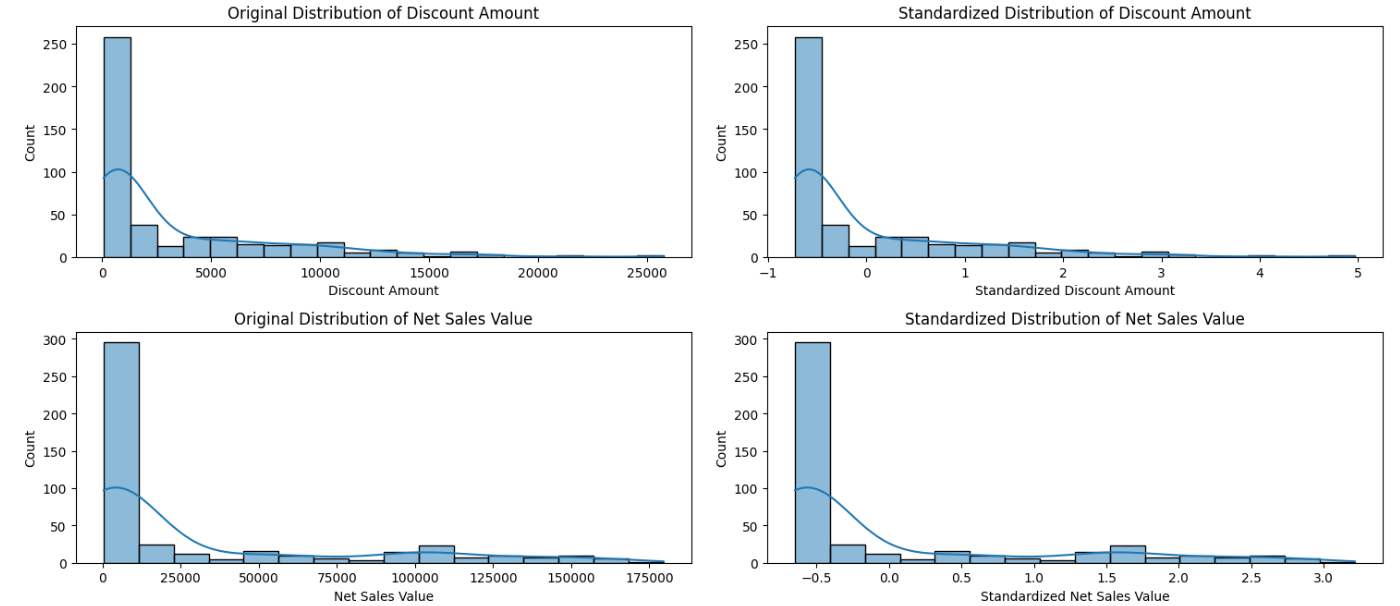 Original Distribution of Discount Amount
250
200
150
100
50
0
Count
0 5000 10000 15000 20000 25000
Discount Amount
Standardized Distribution of Discount Amount
250
200
150
100
50
0
Count
−1 0 1 2 3 4 5
Standardized Discount Amount
Original Distribution of Net Sales Value
300
250
200
150
100
50
0
Count
0 25000 50000 75000 100000 125000 150000 175000
Net Sales Value
Standardized Distribution of Net Sales Value
300
250
200
150
100
50
0
Count
−0.5 0.0 0.5 1.0 1.5 2.0 2.5 3.0
Standardized Net Sales Value